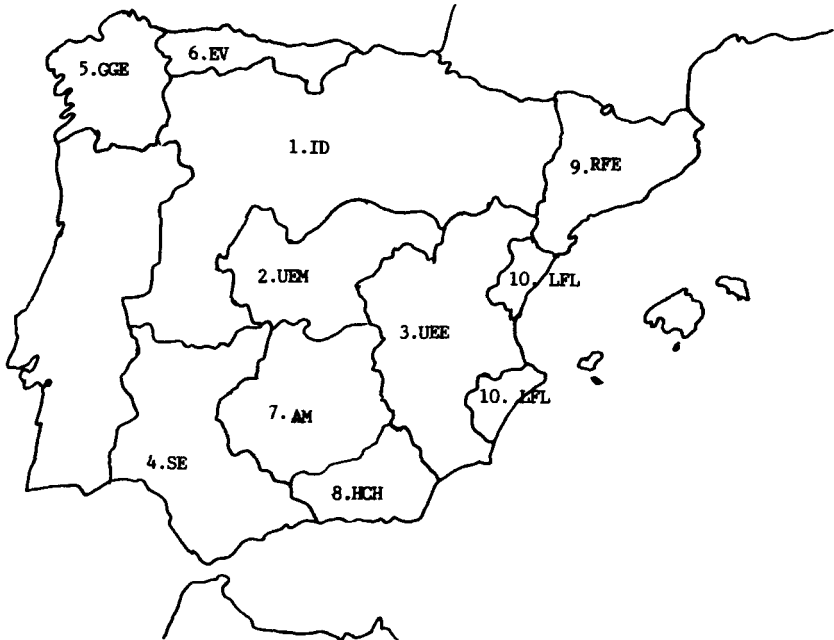 6.EV
5.GGE
1.ID
9.RFE
2.UEM
10. LFL
3.UEE
10. LFL
7.AM
4.SE
8.HCH